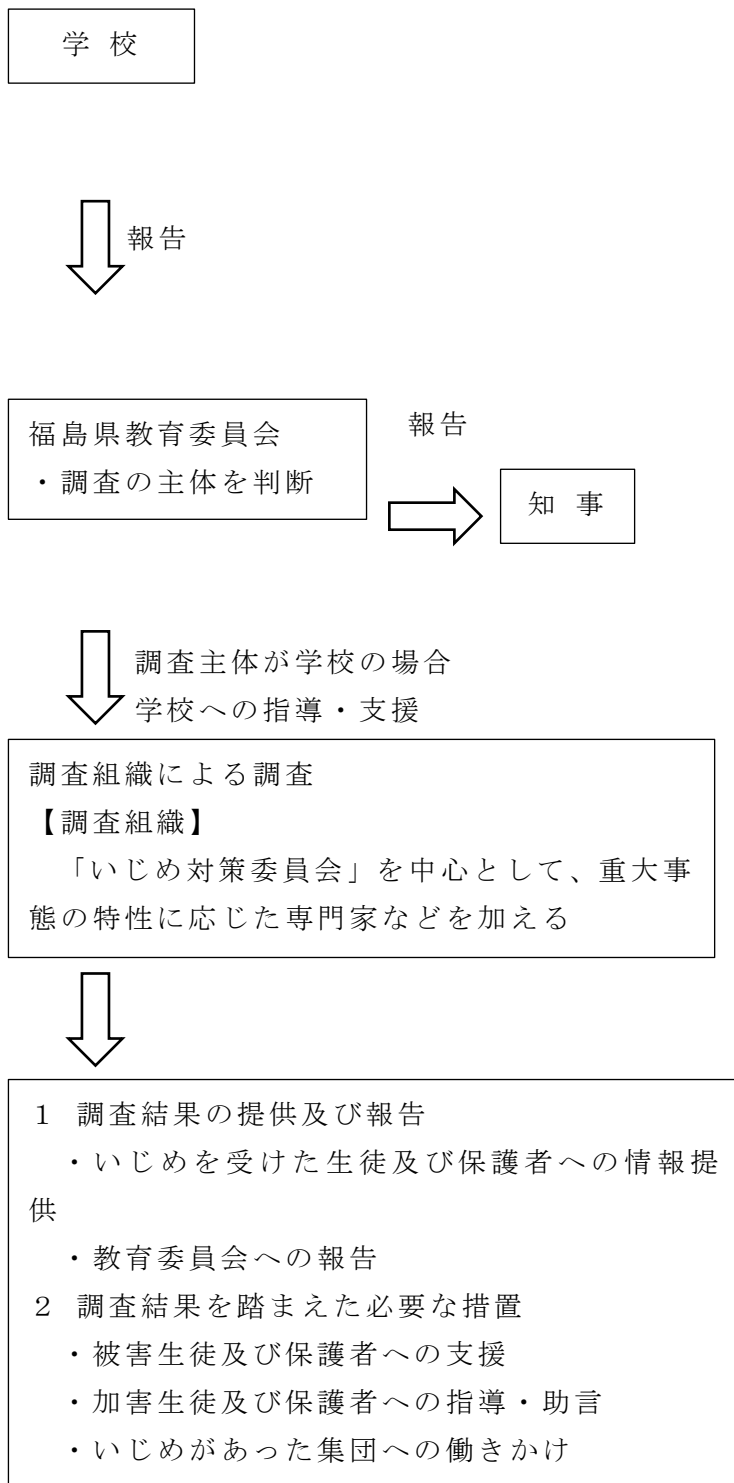 学 校
報告
福島県教育委員会
・調査の主体を判断
報告
知 事
調査主体が学校の場合
学校への指導・支援
調査組織による調査
【調査組織】
「いじめ対策委員会」を中心として、重大事
態の特性に応じた専門家などを加える
１ 調査結果の提供及び報告
・いじめを受けた生徒及び保護者への情報提
供
・教育委員会への報告
２ 調査結果を踏まえた必要な措置
・被害生徒及び保護者への支援
・加害生徒及び保護者への指導・助言
・いじめがあった集団への働きかけ